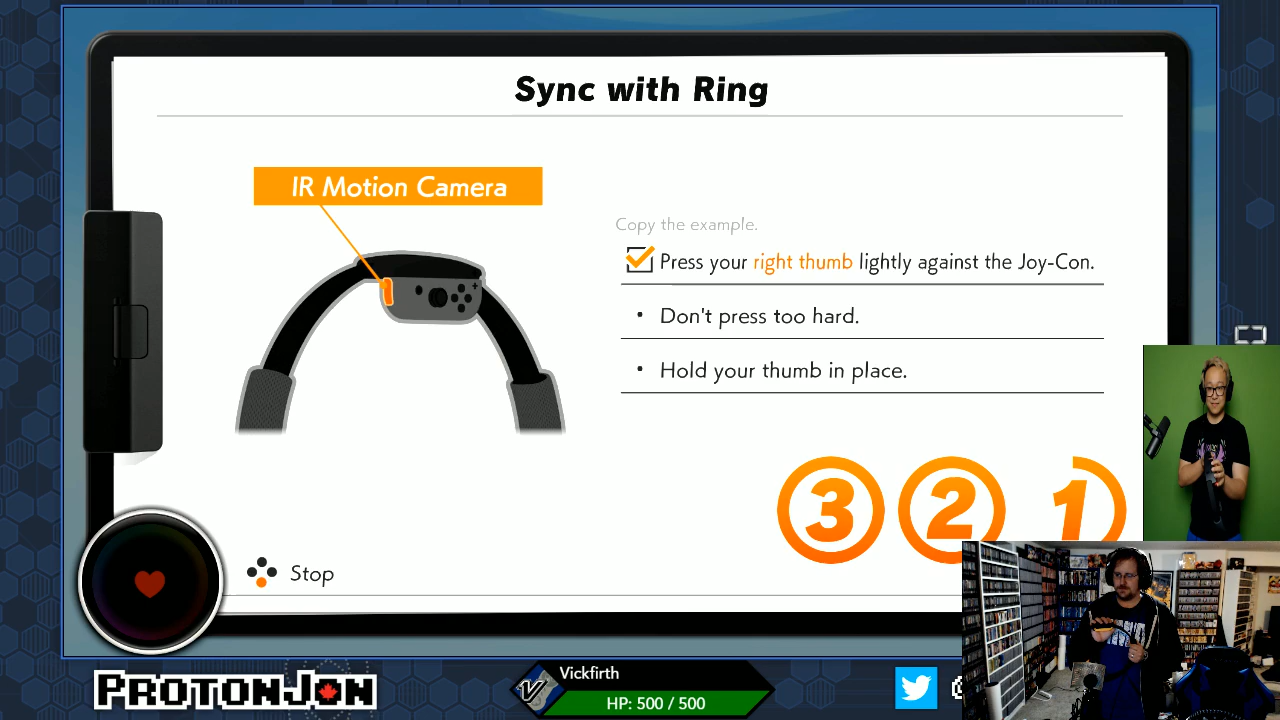 Sync with Ring
IR Motion Camera
Copy the example.
Press your right thumb lightly against the Joy-Con.
• Don't press too hard.
• Hold your thumb in place.
3 2 1
Stop
PROTONJON
Vickfirth
HP: 500 / 500